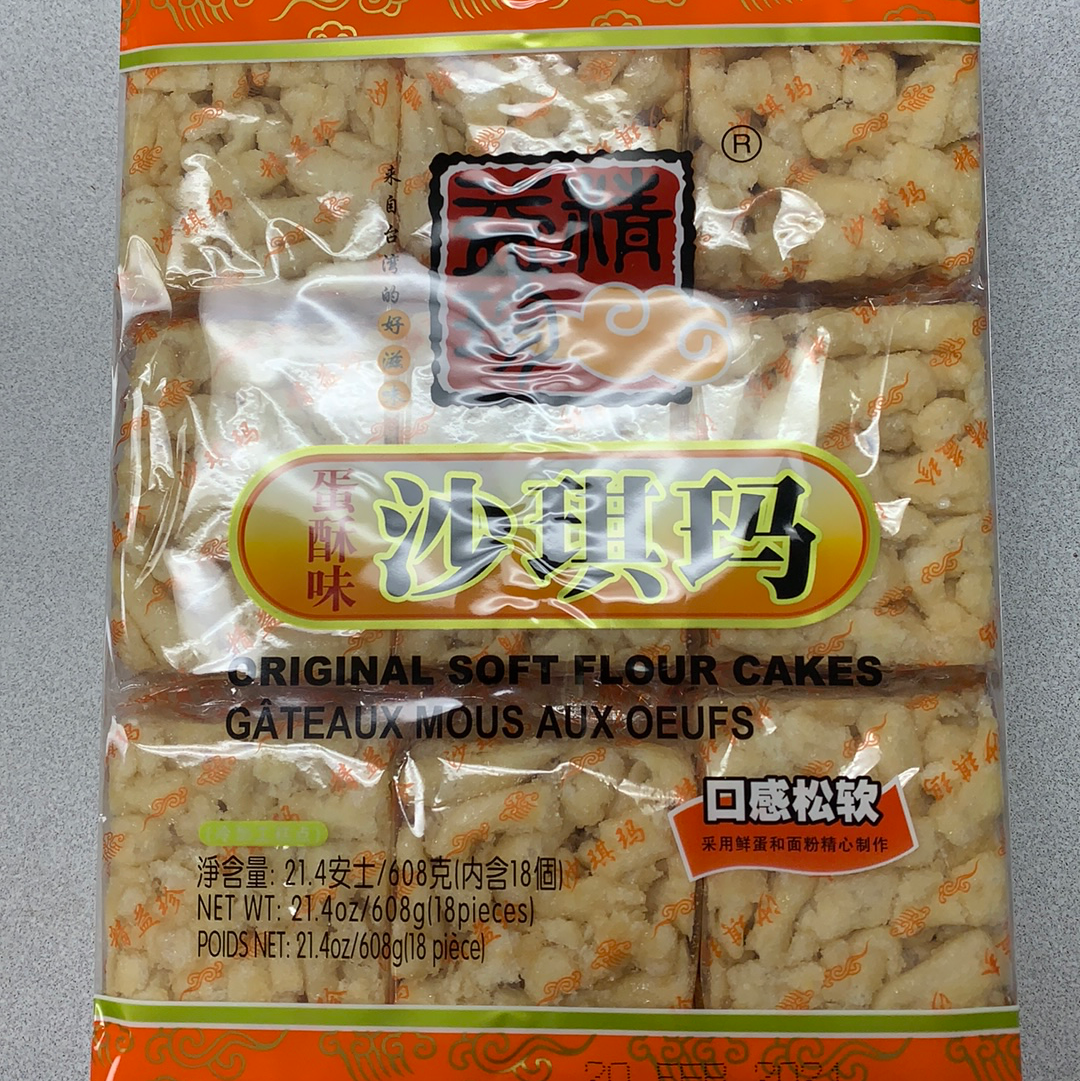 精益珍
®
来自台湾的好滋味
蛋酥味
沙琪玛
ORIGINAL SOFT FLOUR CAKES
GÂTEAUX MOUS AUX OEUFS
口感松软
采用鲜蛋和面粉精心制作
淨含量: 21.4安士/608克(内含18個)
NET WT: 21.4oz/608g(18pieces)
POIDS NET: 21.4oz/608g(18 pièce)